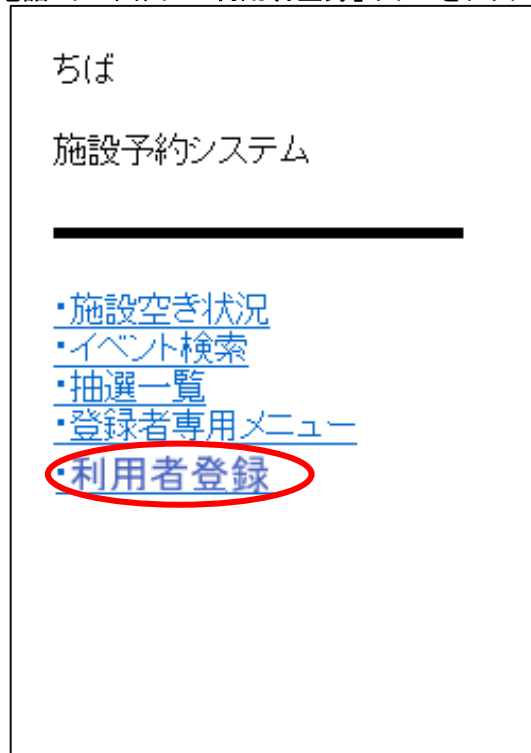 ちば
施設予約システム
・施設空き状況
・イベント検索
・抽選一覧
・登録者専用メニュー
・利用者登録